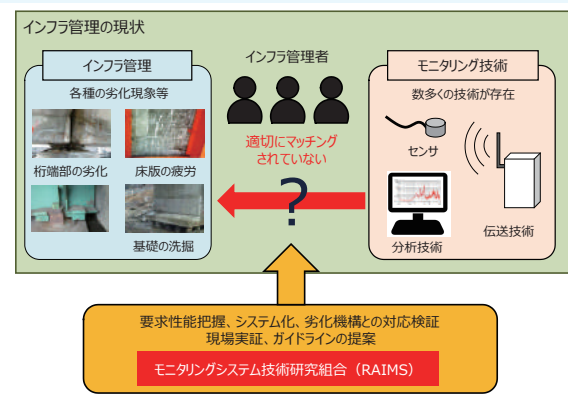 インフラ管理の現状
インフラ管理
各種の劣化現象等
桁端部の劣化
床版の疲労
基礎の洗掘
インフラ管理者
適切にマッチング
されていない
?
モニタリング技術
数多くの技術が存在
センサ
分析技術
伝送技術
要求性能把握、システム化、劣化機構との対応検証
現場実証、ガイドラインの提案
モニタリングシステム技術研究組合（RAIMS）